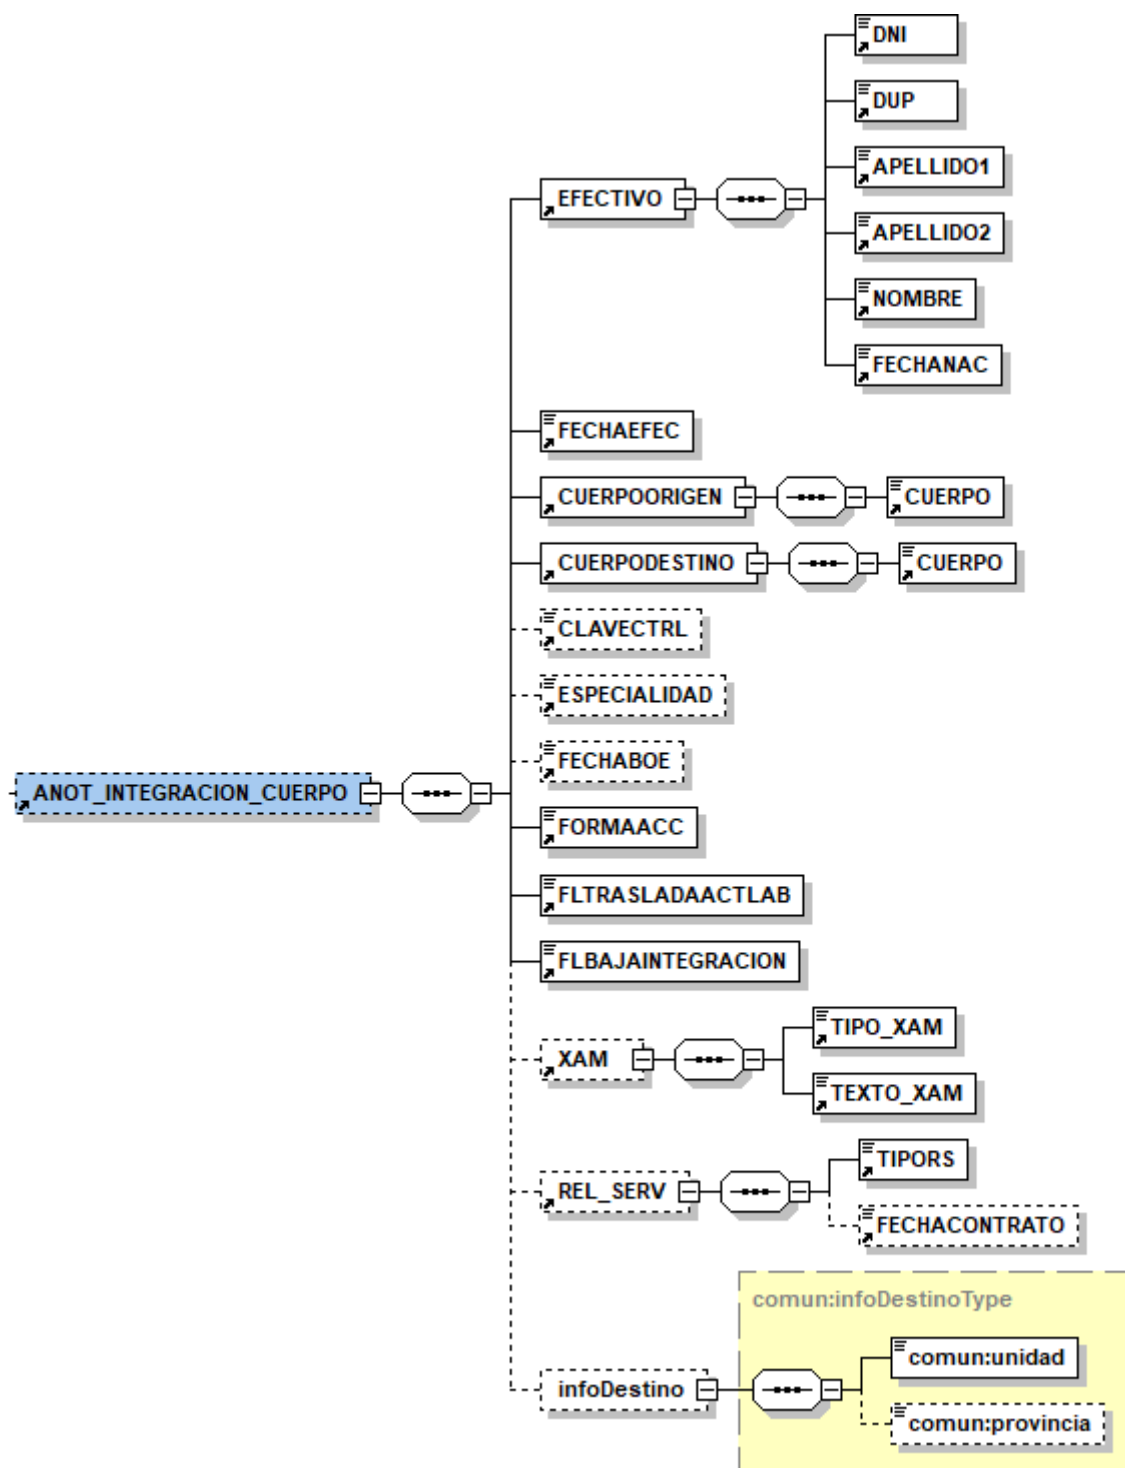 DNI
DUP
APELLIDO1
EFECTIVO
APELLIDO2
NOMBRE
FECHANAC
FECHAEFEC
CUERPOORIGEN CUERPO
CUERPODESTINO CUERPO
CLAVECTRL
ESPECIALIDAD
FECHABOE
ANOT_INTEGRACION_CUERPO
FORMAACC
FLTRASLADAACTLAB
FLBAJAINTEGRACION
TIPO_XAM
XAM
TEXTO_XAM
TIPORS
REL_SERV
FECHACONTRATO
comun:infoDestinoType
comun:unidad
infoDestino
comun:provincia